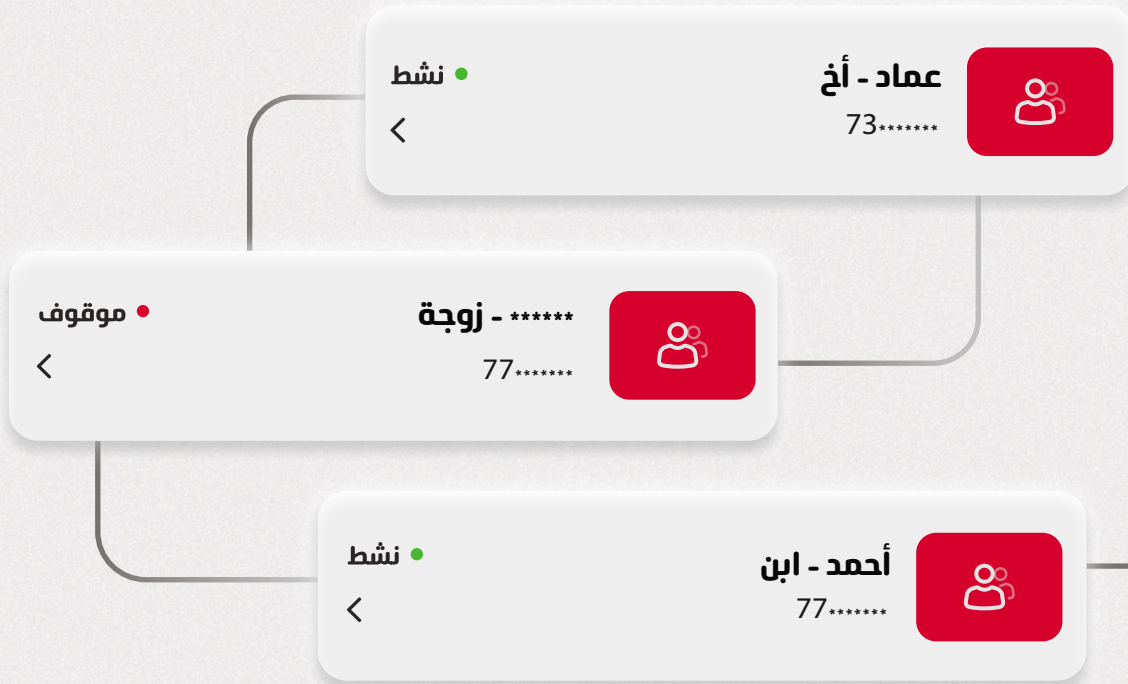 عماد - أخ
نشط
73*******
****** - زوجة
موقوف
77*******
أحمد - ابن
نشط
77*******